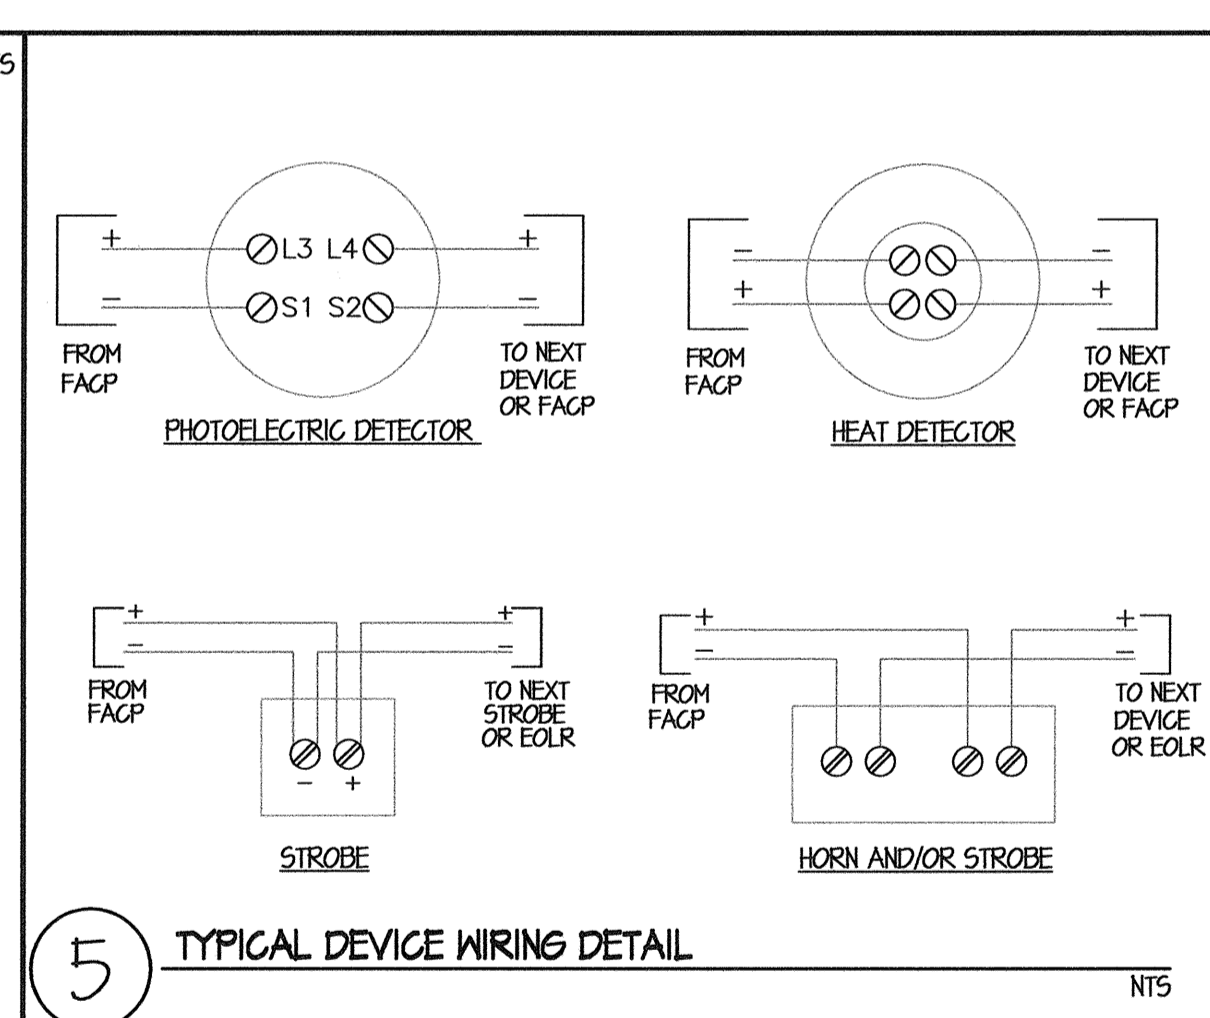 TS
+ L3 L4 +
− S1 S2 −
FROM
FACP
TO NEXT
DEVICE
OR FACP
PHOTOELECTRIC DETECTOR
− −
+ +
FROM
FACP
TO NEXT
DEVICE
OR FACP
HEAT DETECTOR
+ +
− −
FROM
FACP
TO NEXT
STROBE
OR EOLR
− +
STROBE
+ +
− −
FROM
FACP
TO NEXT
DEVICE
OR EOLR
HORN AND/OR STROBE
5 TYPICAL DEVICE WIRING DETAIL
NTS